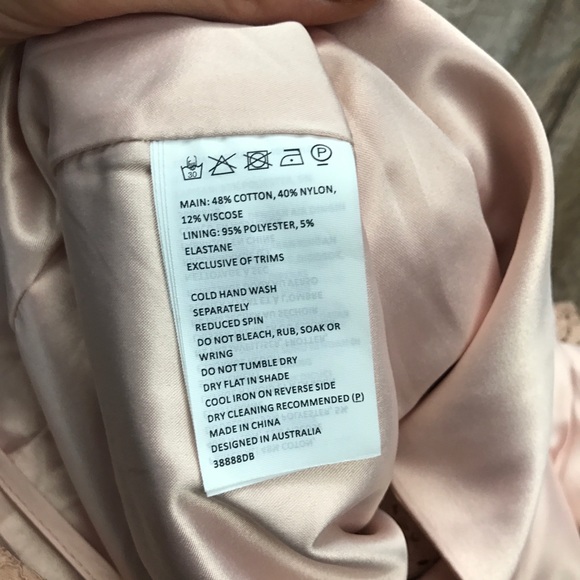 30
P
MAIN: 48% COTTON, 40% NYLON,
12% VISCOSE
LINING: 95% POLYESTER, 5%
ELASTANE
EXCLUSIVE OF TRIMS
COLD HAND WASH
SEPARATELY
REDUCED SPIN
DO NOT BLEACH, RUB, SOAK OR
WRING
DO NOT TUMBLE DRY
DRY FLAT IN SHADE
COOL IRON ON REVERSE SIDE
DRY CLEANING RECOMMENDED (P)
MADE IN CHINA
DESIGNED IN AUSTRALIA
38888DB